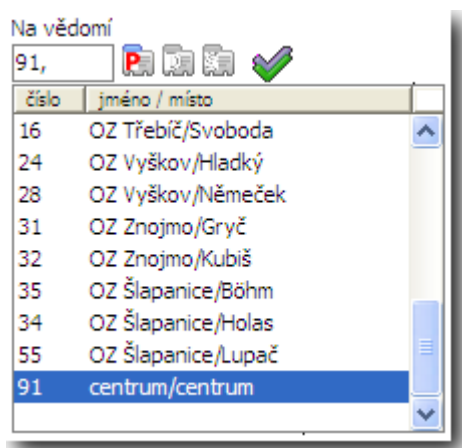 Na vědomí
91,
číslo jméno / místo
16 OZ Třebíč/Svoboda
24 OZ Vyškov/Hladký
28 OZ Vyškov/Němeček
31 OZ Znojmo/Gryč
32 OZ Znojmo/Kubiš
35 OZ Šlapanice/Böhm
34 OZ Šlapanice/Holas
55 OZ Šlapanice/Lupač
91 centrum/centrum